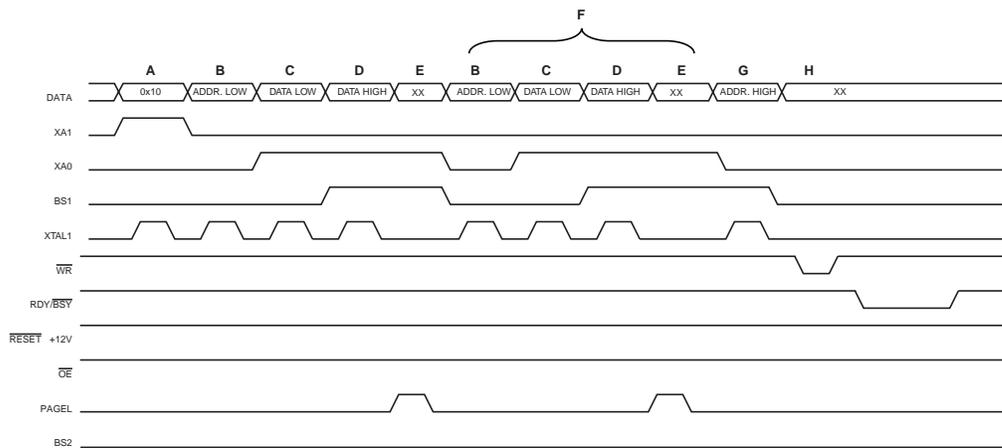 F
A B C D E B C D E G H
DATA 0x10 ADDR. LOW DATA LOW DATA HIGH XX ADDR. LOW DATA LOW DATA HIGH XX ADDR. HIGH XX
XA1
XA0
BS1
XTAL1
WR
RDY/BSY
RESET +12V
OE
PAGEL
BS2